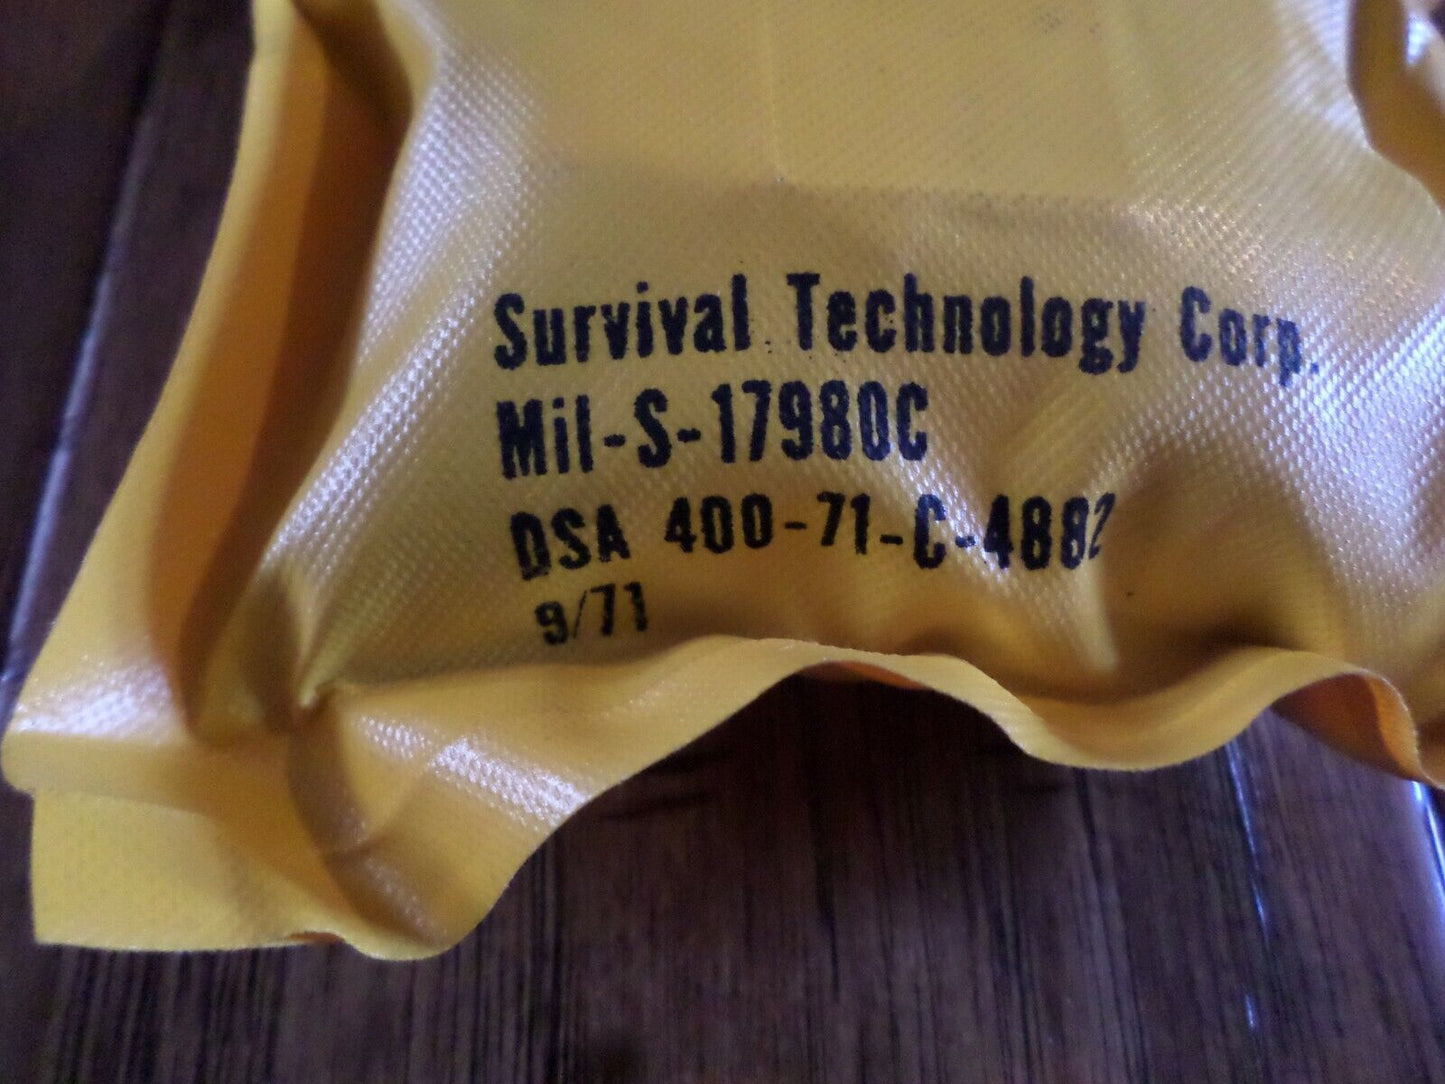 Survival Technology Corp.
Mil-S-17980C
DSA 400-71-C-4882
9/71